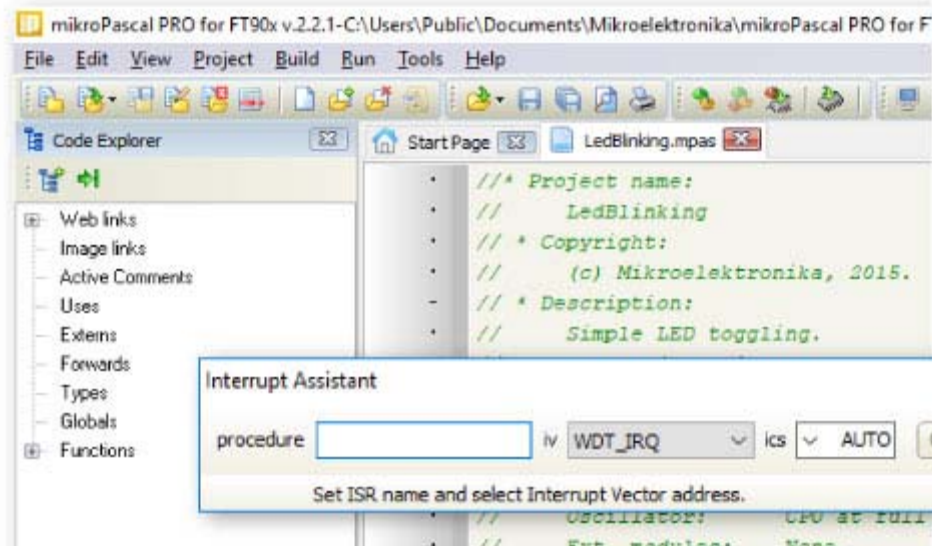 mikroPascal PRO for FT90x v.2.2.1-C:\Users\Public\Documents\Mikroelektronika\mikroPascal PRO for F
File Edit View Project Build Run Tools Help
Code Explorer
Start Page LedBlinking.mpas
//* Project name:
// LedBlinking
// * Copyright:
// (c) Mikroelektronika, 2015.
// * Description:
// Simple LED toggling.
Web links
Image links
Active Comments
Uses
Externs
Forwards
Types
Globals
Functions
Interrupt Assistant
procedure iv WDT_IRQ ics AUTO
Set ISR name and select Interrupt Vector address.
// Oscillator: CPU at full
// Ext. modules: None